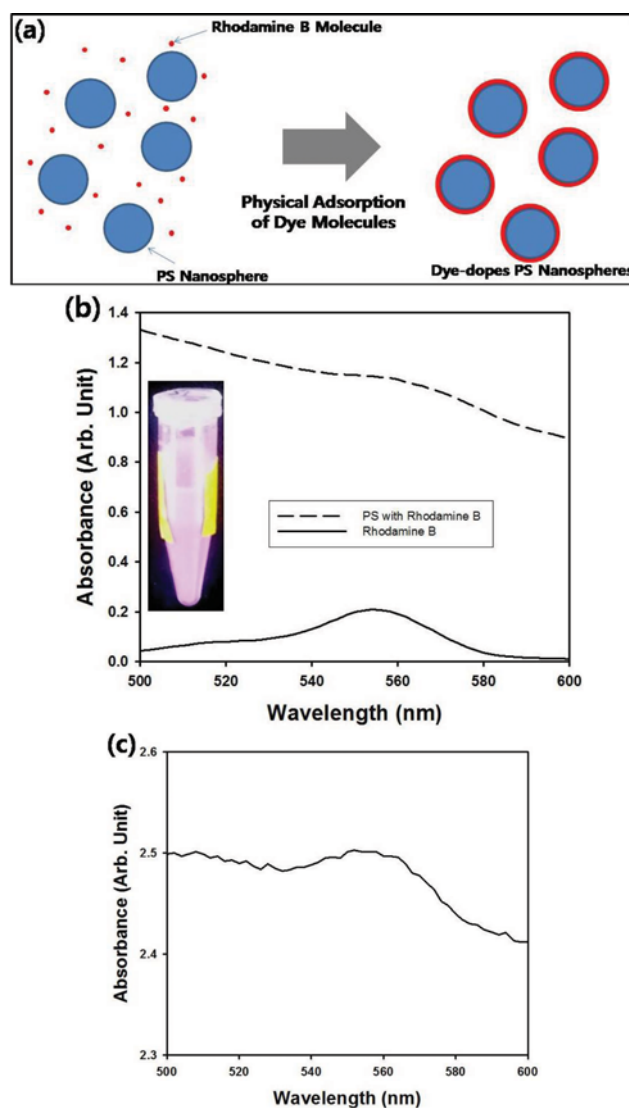 (a)
Rhodamine B Molecule
Physical Adsorption
of Dye Molecules
PS Nanosphere
Dye-dopes PS Nanospheres
(b)
1.4
1.2
1.0
0.8
0.6
0.4
0.2
0.0
Absorbance (Arb. Unit)
PS with Rhodamine B
Rhodamine B
500 520 540 560 580 600
Wavelength (nm)
(c)
2.6
2.5
2.4
2.3
Absorbance (Arb. Unit)
500 520 540 560 580 600
Wavelength (nm)